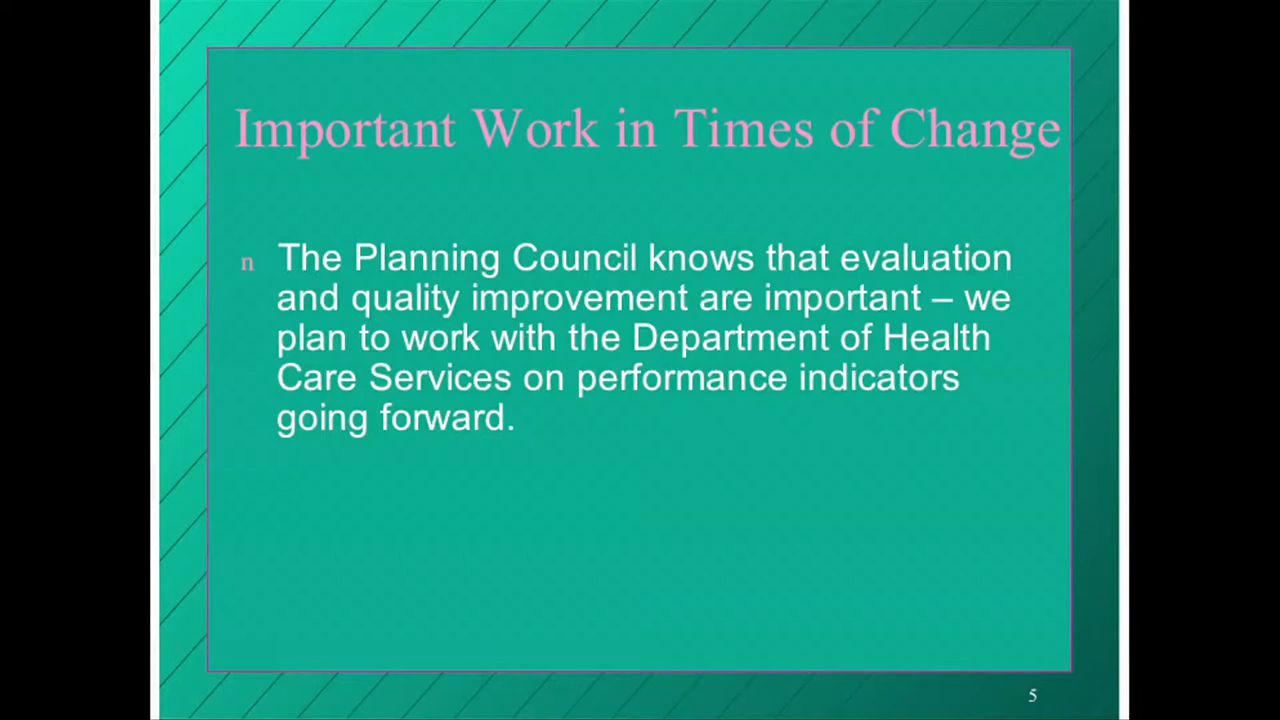 Important Work in Times of Change
n The Planning Council knows that evaluation
and quality improvement are important – we
plan to work with the Department of Health
Care Services on performance indicators
going forward.
5